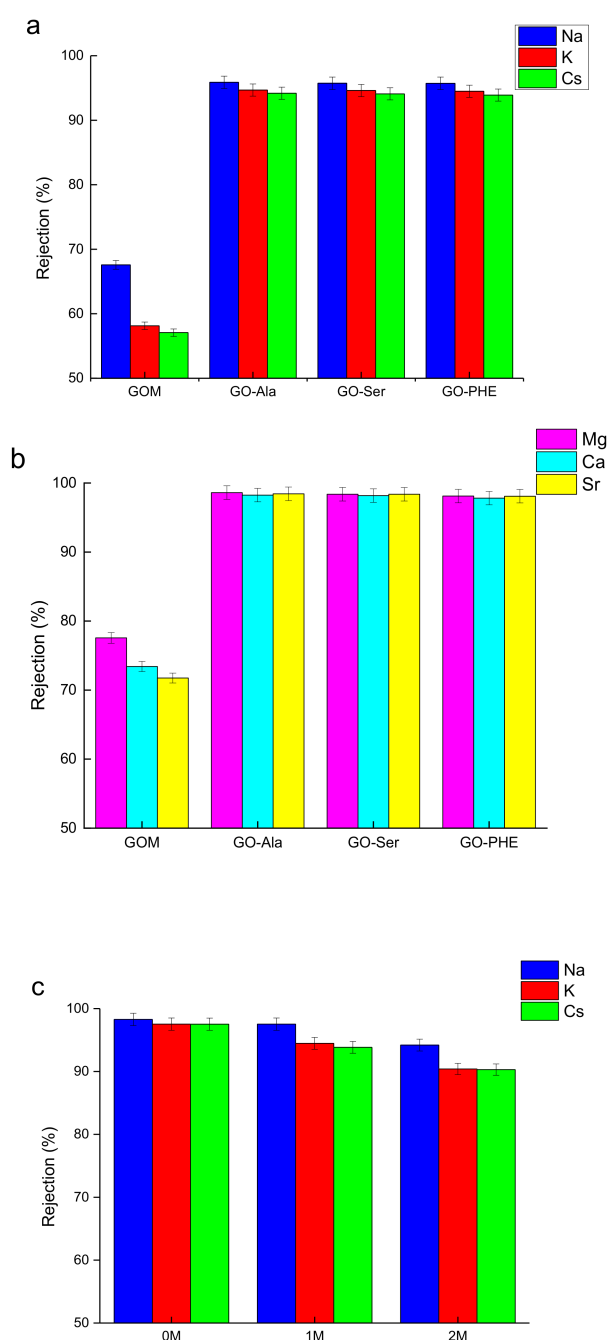 a
Na
K
Cs
100
90
80
70
60
50
Rejection (%)
GOM GO-Ala GO-Ser GO-PHE
b
Mg
Ca
Sr
100
90
80
70
60
50
Rejection (%)
GOM GO-Ala GO-Ser GO-PHE
c
Na
K
Cs
100
90
80
70
60
50
Rejection (%)
0M 1M 2M